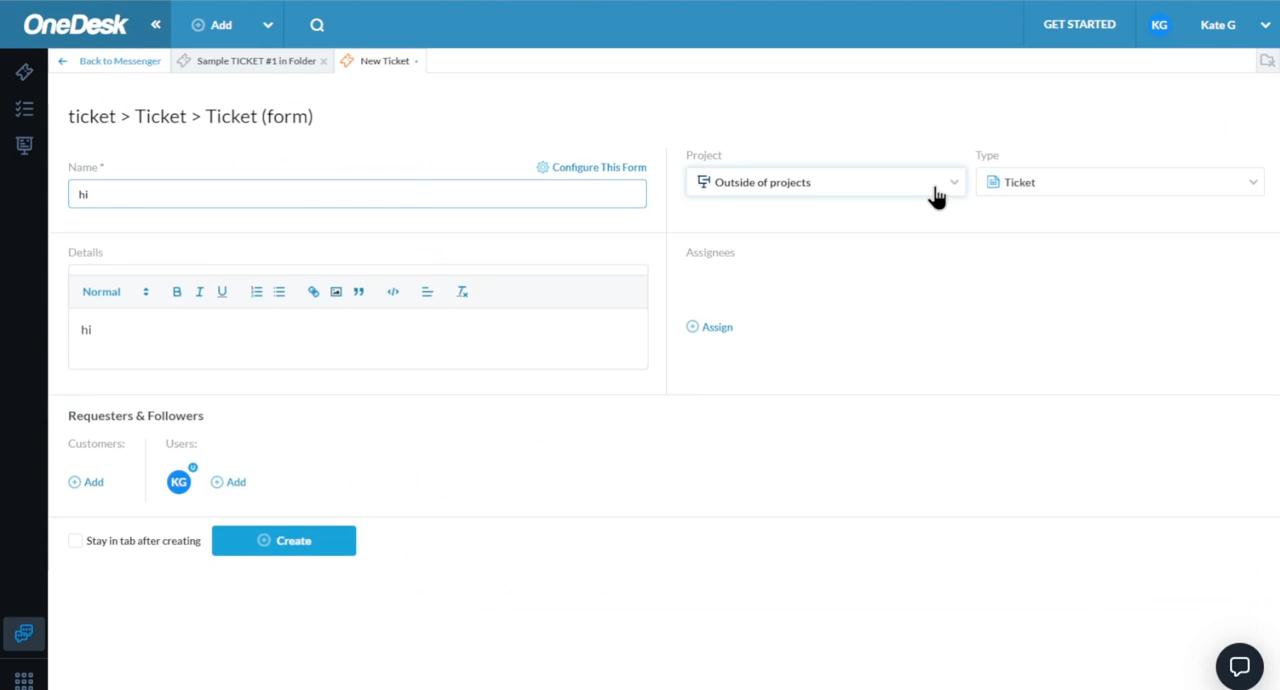 OneDesk « Add GET STARTED KG Kate G
← Back to Messenger Sample TICKET #1 in Folder × New Ticket •
ticket > Ticket > Ticket (form)
Name * Configure This Form
hi
Project
Outside of projects
Type
Ticket
Details
Normal B I U
hi
Assignees
Assign
Requesters & Followers
Customers:
Add
Users:
KG U Add
Stay in tab after creating Create